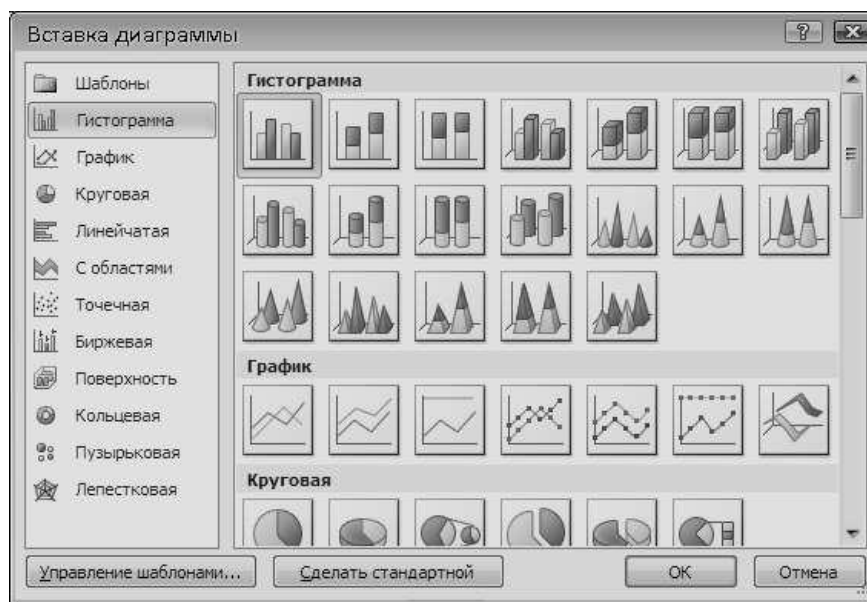 Вставка диаграммы
Шаблоны
Гистограмма
График
Круговая
Линейчатая
С областями
Точечная
Биржевая
Поверхность
Кольцевая
Пузырьковая
Лепестковая
Гистограмма
График
Круговая
Управление шаблонами...
Сделать стандартной
ОК
Отмена